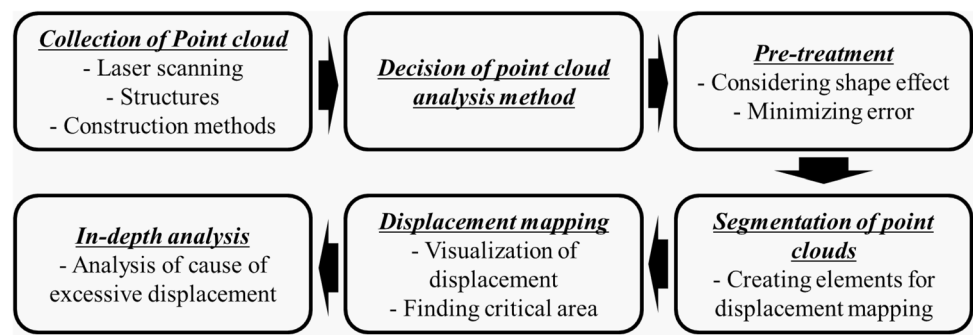 Collection of Point cloud
- Laser scanning
- Structures
- Construction methods
Decision of point cloud
analysis method
Pre-treatment
- Considering shape effect
- Minimizing error
Segmentation of point
clouds
- Creating elements for
displacement mapping
Displacement mapping
- Visualization of
displacement
- Finding critical area
In-depth analysis
- Analysis of cause of
excessive displacement